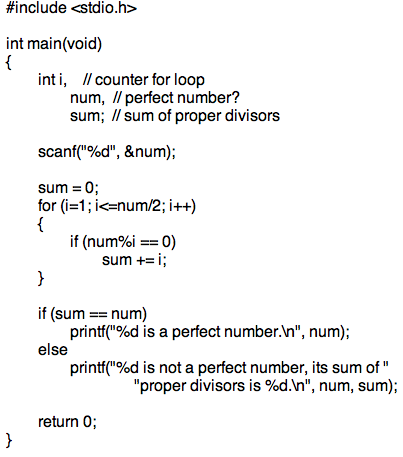 #include <stdio.h>
int main(void)
{
int i, // counter for loop
num, // perfect number?
sum; // sum of proper divisors
scanf("%d", &num);
sum = 0;
for (i=1; i<=num/2; i++)
{
if (num%i == 0)
sum += i;
}
if (sum == num)
printf("%d is a perfect number.\n", num);
else
printf("%d is not a perfect number, its sum of "
"proper divisors is %d.\n", num, sum);
return 0;
}